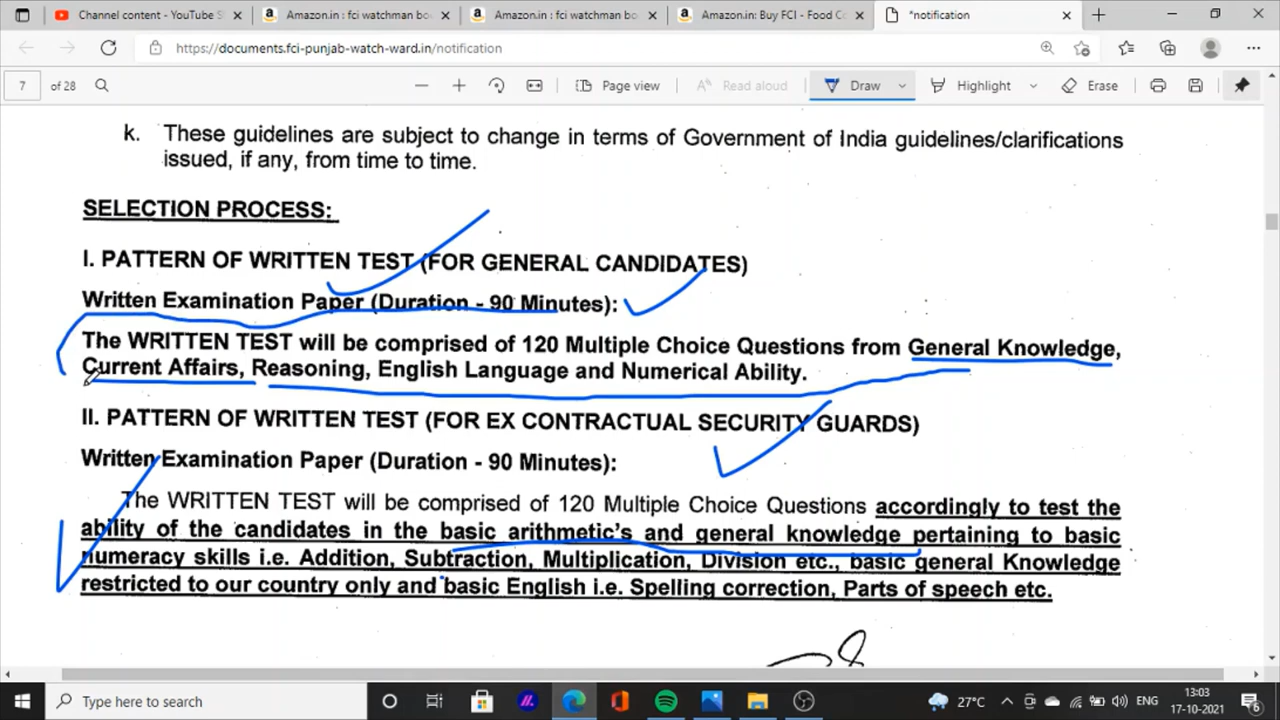 Channel content - YouTube S
Amazon.in : fci watchman bo
Amazon.in : fci watchman bo
Amazon.in: Buy FCI - Food Co
*notification
https://documents.fci-punjab-watch-ward.in/notification
7 of 28
Page view
Read aloud
Draw
Highlight
Erase
k. These guidelines are subject to change in terms of Government of India guidelines/clarifications
issued, if any, from time to time.
SELECTION PROCESS:
I. PATTERN OF WRITTEN TEST (FOR GENERAL CANDIDATES)
Written Examination Paper (Duration - 90 Minutes):
The WRITTEN TEST will be comprised of 120 Multiple Choice Questions from General Knowledge,
Current Affairs, Reasoning, English Language and Numerical Ability.
II. PATTERN OF WRITTEN TEST (FOR EX CONTRACTUAL SECURITY GUARDS)
Written Examination Paper (Duration - 90 Minutes):
The WRITTEN TEST will be comprised of 120 Multiple Choice Questions accordingly to test the
ability of the candidates in the basic arithmetic's and general knowledge pertaining to basic
numeracy skills i.e. Addition, Subtraction, Multiplication, Division etc., basic general Knowledge
restricted to our country only and basic English i.e. Spelling correction, Parts of speech etc.
Type here to search
27°C
ENG
13:03
17-10-2021
6